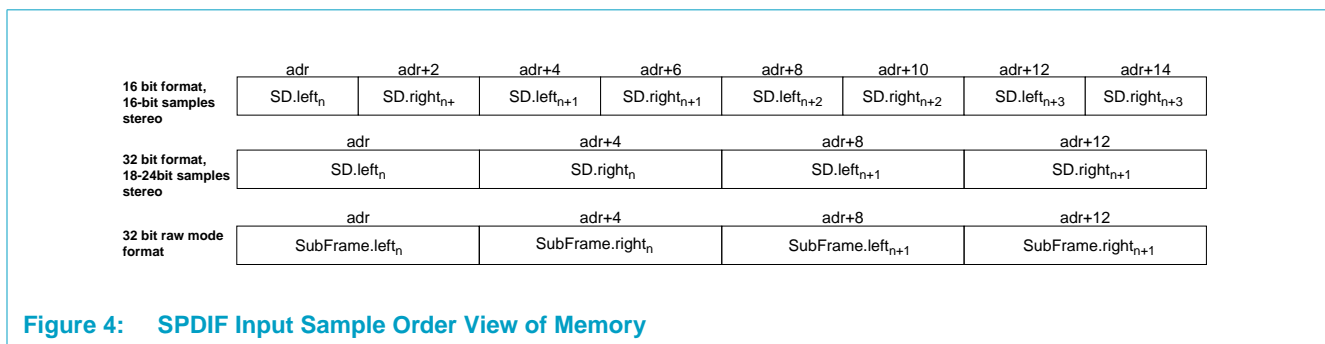 adr adr+2 adr+4 adr+6 adr+8 adr+10 adr+12 adr+14
16 bit format,
16-bit samples
stereo
SD.leftₙ SD.rightₙ₊ SD.leftₙ₊₁ SD.rightₙ₊₁ SD.leftₙ₊₂ SD.rightₙ₊₂ SD.leftₙ₊₃ SD.rightₙ₊₃
adr adr+4 adr+8 adr+12
32 bit format,
18-24bit samples
stereo
SD.leftₙ SD.rightₙ SD.leftₙ₊₁ SD.rightₙ₊₁
adr adr+4 adr+8 adr+12
32 bit raw mode
format
SubFrame.leftₙ SubFrame.rightₙ SubFrame.leftₙ₊₁ SubFrame.rightₙ₊₁
Figure 4: SPDIF Input Sample Order View of Memory